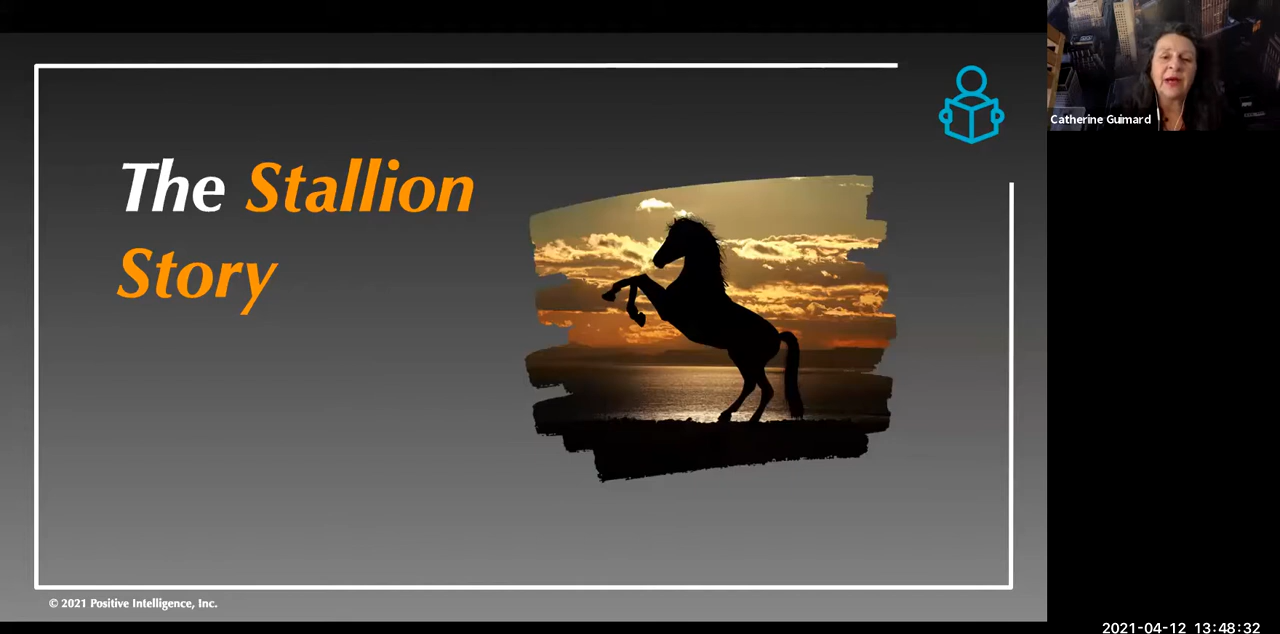 The Stallion
Story
© 2021 Positive Intelligence, Inc.
Catherine Guimard
2021-04-12 13:48:32